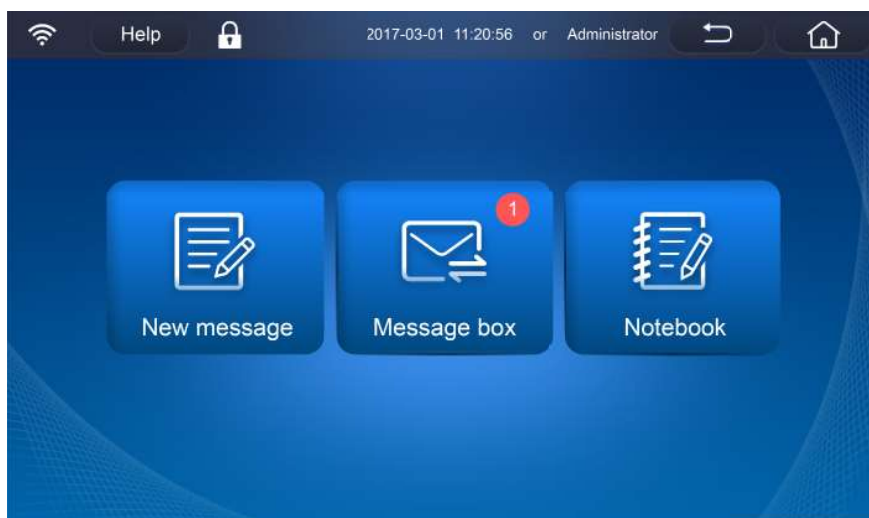 Help 2017-03-01 11:20:56 or Administrator
1
New message Message box Notebook